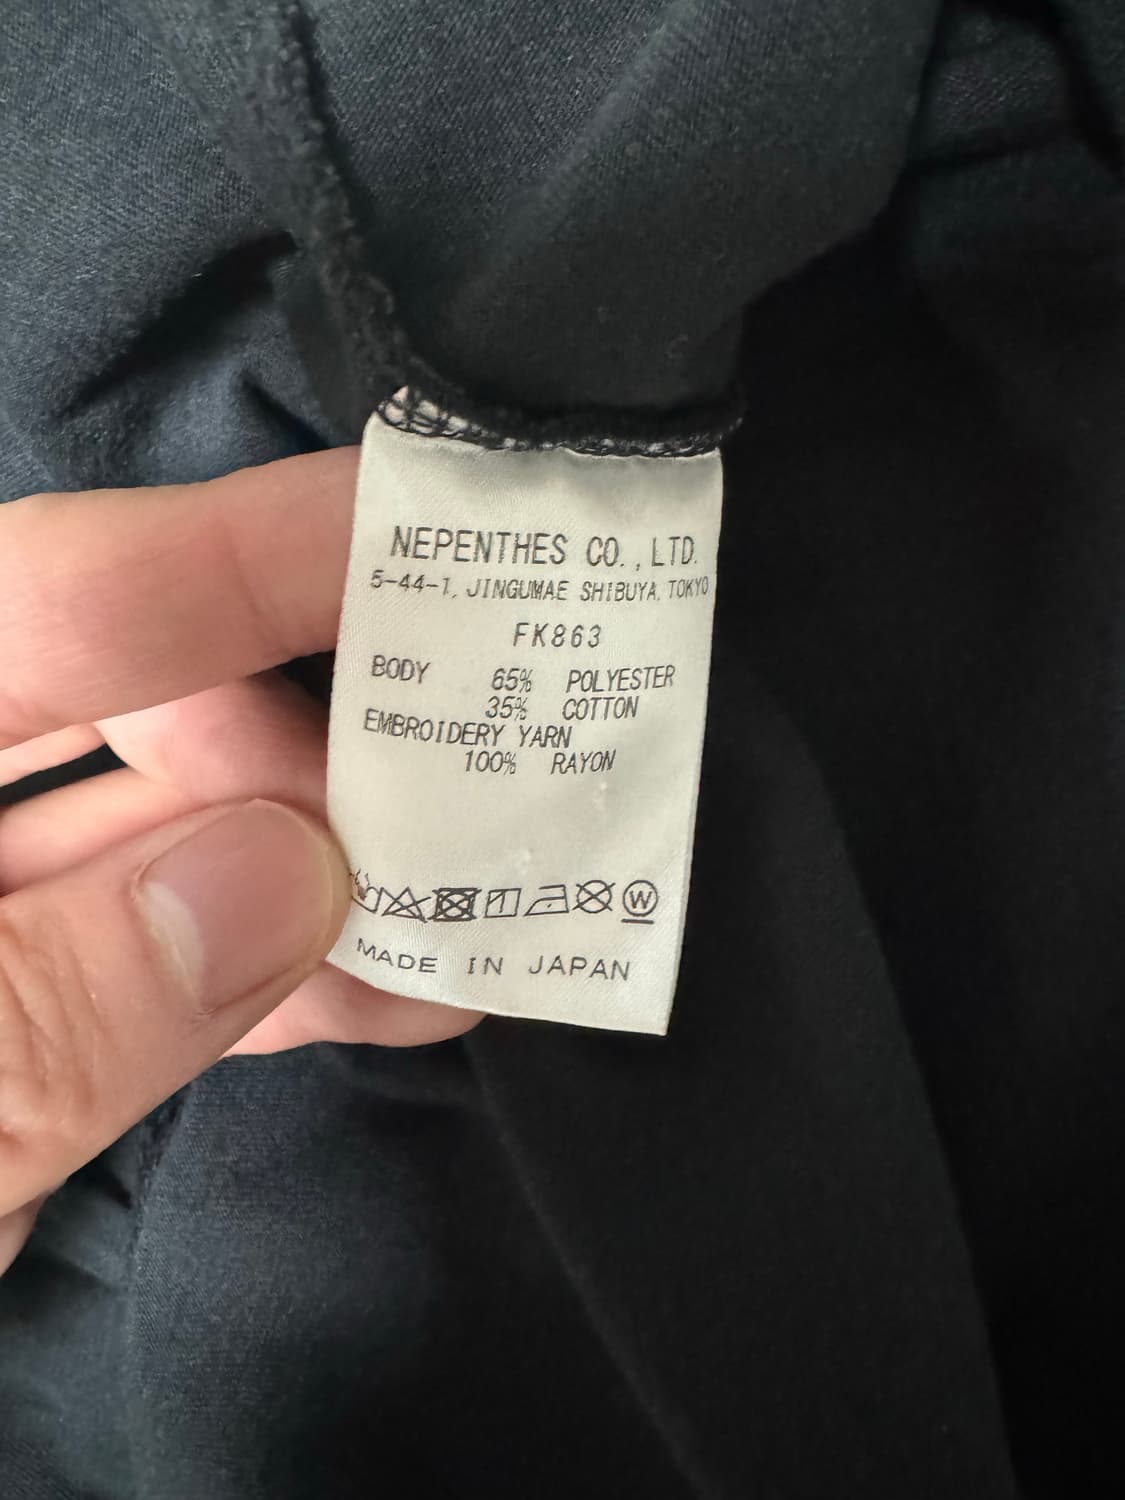 NEPENTHES CO., LTD.
5-44-1, JINGUMAE SHIBUYA, TOKYO
FK863
BODY 65% POLYESTER
35% COTTON
EMBROIDERY YARN
100% RAYON
W
MADE IN JAPAN